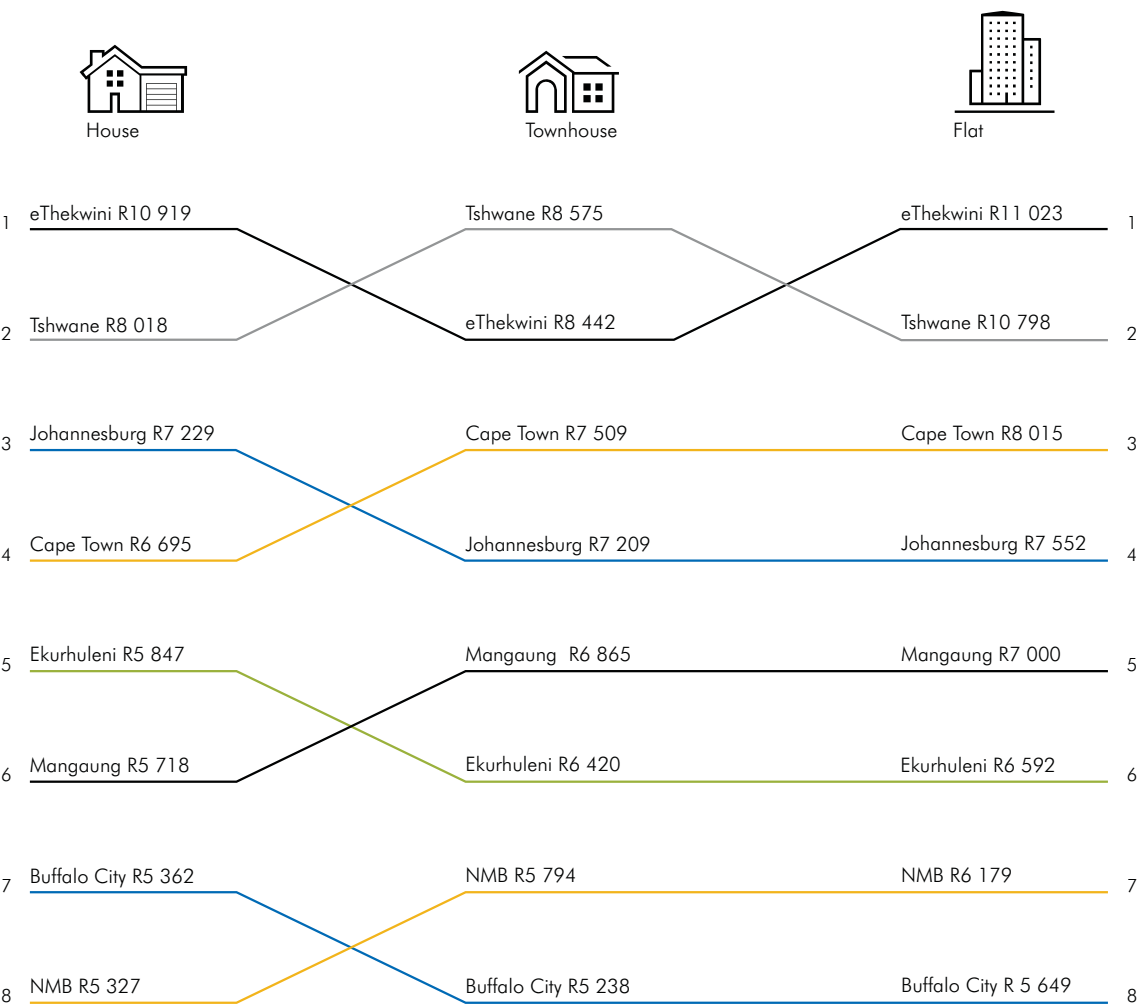 House
Townhouse
Flat
1 eThekwini R10 919 Tshwane R8 575 eThekwini R11 023 1
2 Tshwane R8 018 eThekwini R8 442 Tshwane R10 798 2
3 Johannesburg R7 229 Cape Town R7 509 Cape Town R8 015 3
4 Cape Town R6 695 Johannesburg R7 209 Johannesburg R7 552 4
5 Ekurhuleni R5 847 Mangaung R6 865 Mangaung R7 000 5
6 Mangaung R5 718 Ekurhuleni R6 420 Ekurhuleni R6 592 6
7 Buffalo City R5 362 NMB R5 794 NMB R6 179 7
8 NMB R5 327 Buffalo City R5 238 Buffalo City R 5 649 8